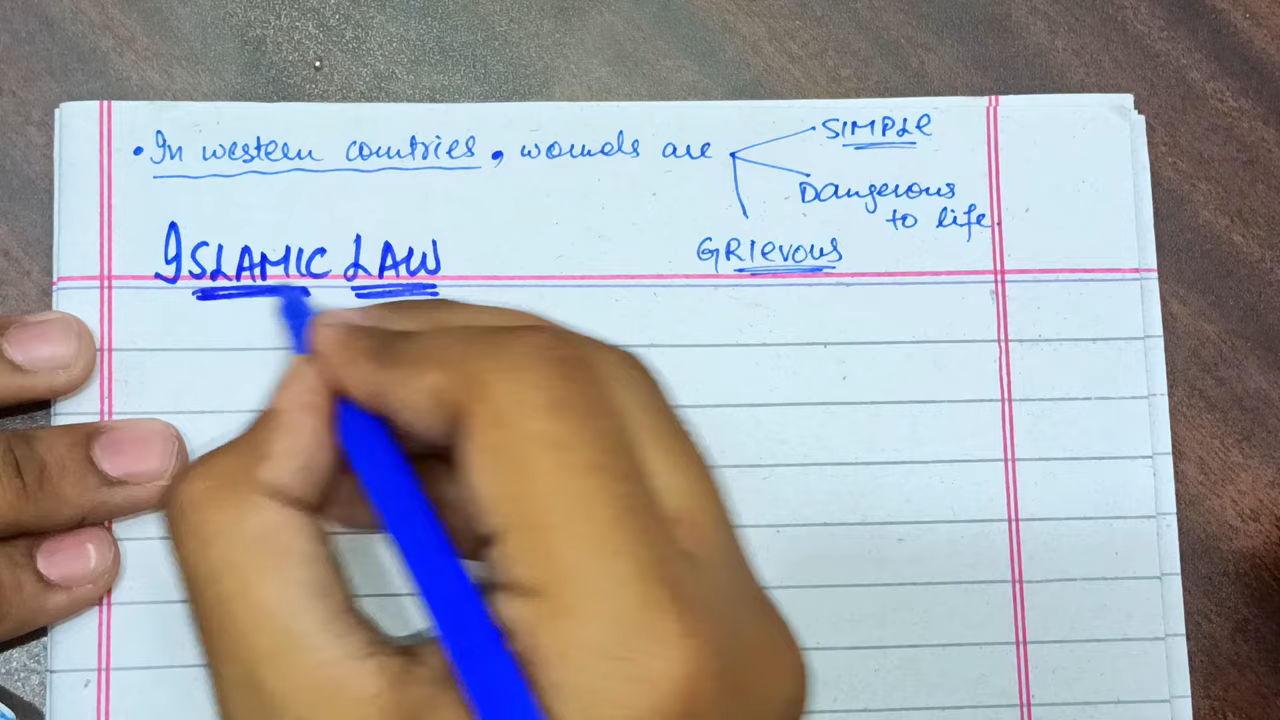 • In western countries, wounds are SIMPLE
Dangerous
to life.
GRIEVOUS
ISLAMIC LAW